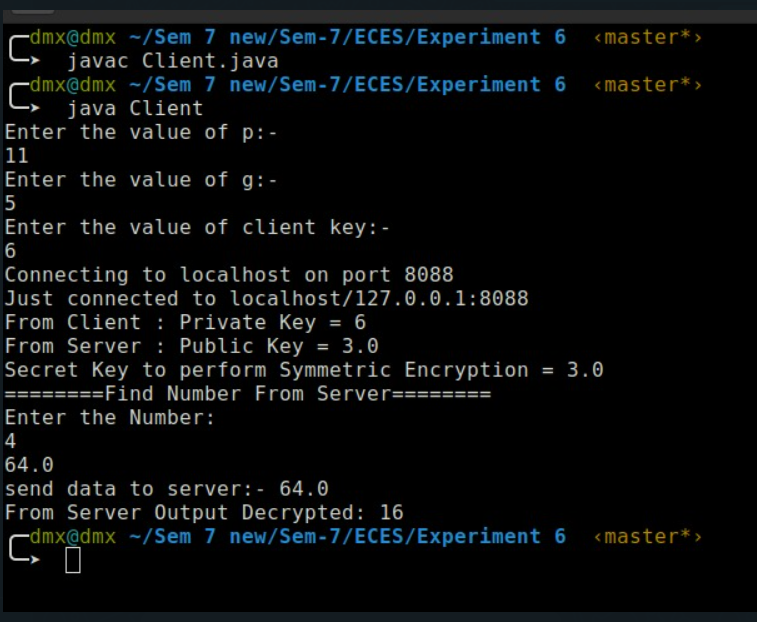 dmx@dmx ~/Sem 7 new/Sem-7/ECES/Experiment 6 ‹master*›
javac Client.java
dmx@dmx ~/Sem 7 new/Sem-7/ECES/Experiment 6 ‹master*›
java Client
Enter the value of p:-
11
Enter the value of g:-
5
Enter the value of client key:-
6
Connecting to localhost on port 8088
Just connected to localhost/127.0.0.1:8088
From Client : Private Key = 6
From Server : Public Key = 3.0
Secret Key to perform Symmetric Encryption = 3.0
========Find Number From Server========
Enter the Number:
4
64.0
send data to server:- 64.0
From Server Output Decrypted: 16
dmx@dmx ~/Sem 7 new/Sem-7/ECES/Experiment 6 ‹master*›